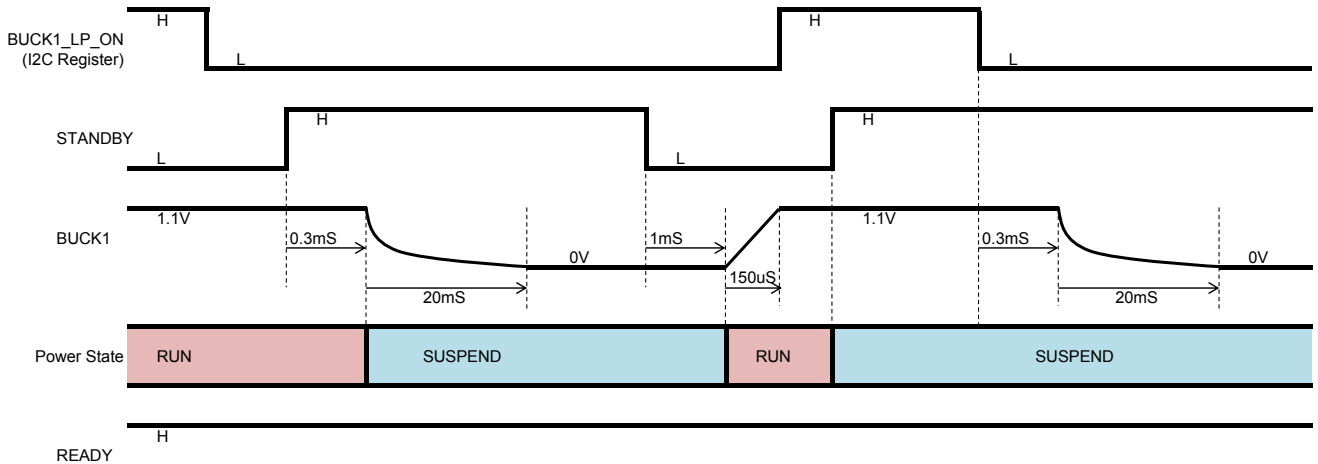 H
H
BUCK1_LP_ON
(I2C Register)
L
L
H
H
STANDBY
L
L
1.1V
1.1V
BUCK1
0.3mS
1mS
0.3mS
0V
0V
150uS
20mS
20mS
Power State
RUN
SUSPEND
RUN
SUSPEND
H
READY